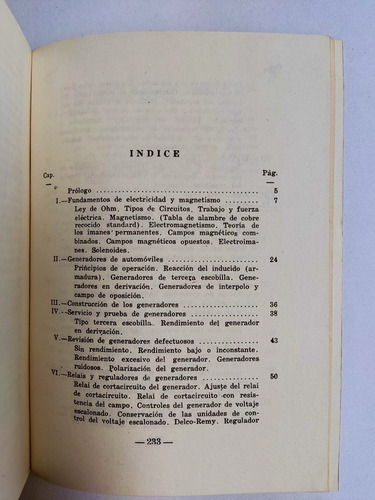 INDICE
Cap. Pág.
Prólogo 5
I.—Fundamentos de electricidad y magnetismo 7
Ley de Ohm. Tipos de Circuitos. Trabajo y fuerza
eléctrica. Magnetismo. (Tabla de alambre de cobre
recocido standard). Electromagnetismo. Teoría de
los imanes permanentes. Campos magnéticos com-
binados. Campos magnéticos opuestos. Electroima-
nes. Solenoides.
II.—Generadores de automóviles 24
Principios de operación. Reacción del inducido (ar-
madura). Generadores de tercera escobilla. Gene-
radores en derivación. Generadores de interpolo y
campo de oposición.
III.—Construcción de los generadores 36
IV.—Servicio y prueba de generadores 38
Tipo tercera escobilla. Rendimiento del generador
en derivación.
V.—Revisión de generadores defectuosos 43
Sin rendimiento. Rendimiento bajo o inconstante.
Rendimiento excesivo del generador. Generadores
ruidosos. Polarización del generador.
VI.—Relais y reguladores de generadores 50
Relai de cortacircuito del generador. Ajuste del relai
de cortacircuito. Relai de cortacircuito con resis-
tencia del campo. Controles del generador de voltaje
escalonado. Conservación de las unidades de con-
trol del voltaje escalonado. Delco-Remy. Regulador
— 233 —